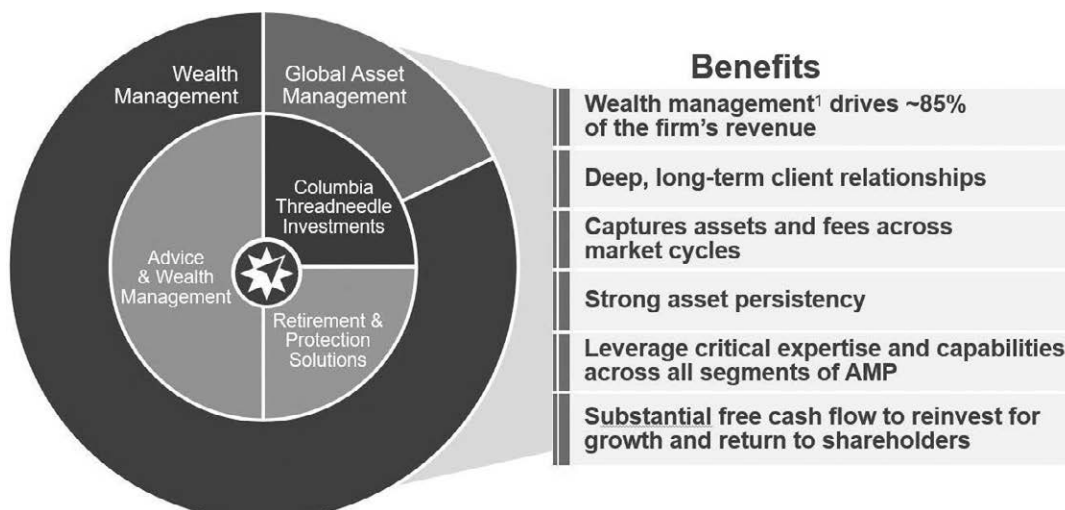 Wealth
Management
Global Asset
Management
Columbia
Threadneedle
Investments
Advice
& Wealth
Management
Retirement &
Protection
Solutions
Benefits
Wealth management¹ drives ~85%
of the firm's revenue
Deep, long-term client relationships
Captures assets and fees across
market cycles
Strong asset persistency
Leverage critical expertise and capabilities
across all segments of AMP
Substantial free cash flow to reinvest for
growth and return to shareholders